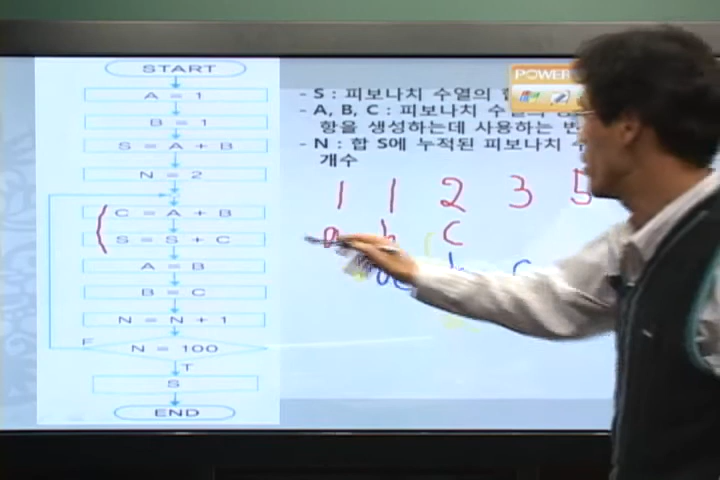 START
A = 1
B = 1
S = A + B
N = 2
C = A + B
S = S + C
A = B
B = C
N = N + 1
F
N = 100
T
S
END
- S : 피보나치 수열의
- A, B, C : 피보나치
항을 생성하는데 사용하는
- N : 합 S에 누적된 피보나치
개수
POWER
1 1 2 3 5
a b c
b c